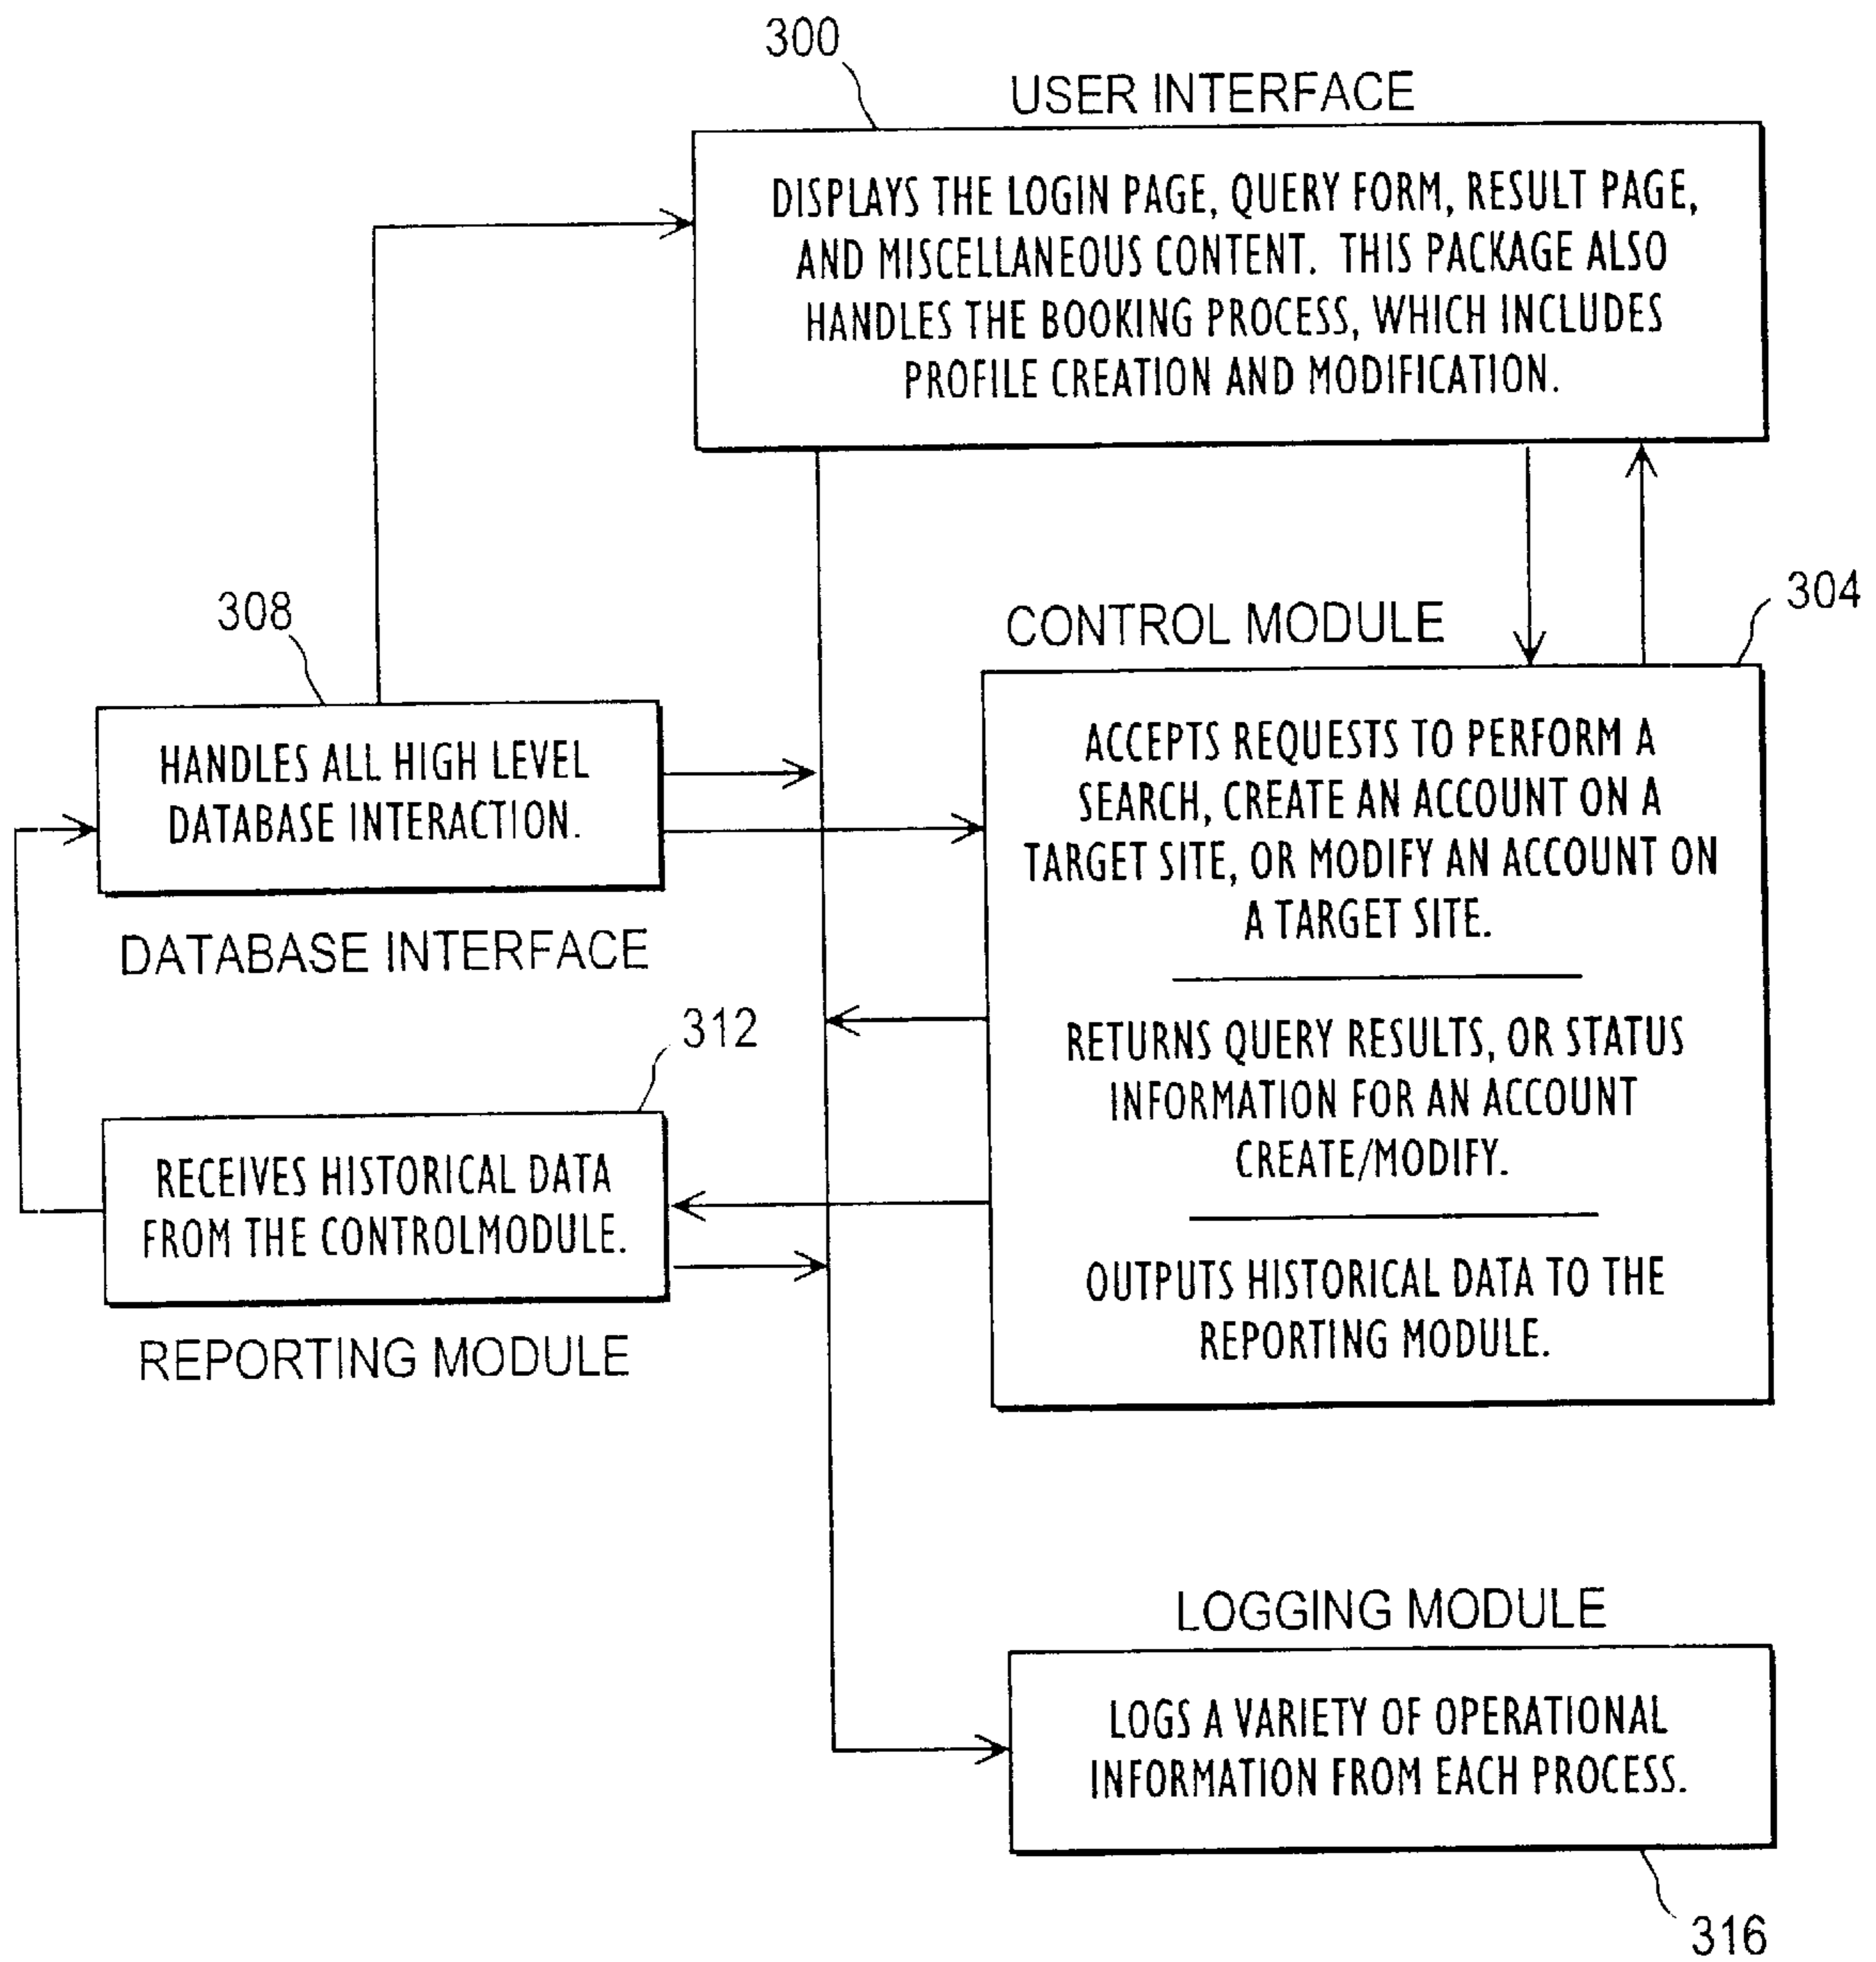 300
USER INTERFACE
DISPLAYS THE LOGIN PAGE, QUERY FORM, RESULT PAGE,
AND MISCELLANEOUS CONTENT. THIS PACKAGE ALSO
HANDLES THE BOOKING PROCESS, WHICH INCLUDES
PROFILE CREATION AND MODIFICATION.
308
HANDLES ALL HIGH LEVEL
DATABASE INTERACTION.
DATABASE INTERFACE
304
CONTROL MODULE
ACCEPTS REQUESTS TO PERFORM A
SEARCH, CREATE AN ACCOUNT ON A
TARGET SITE, OR MODIFY AN ACCOUNT ON
A TARGET SITE.
RETURNS QUERY RESULTS, OR STATUS
INFORMATION FOR AN ACCOUNT
CREATE/MODIFY.
OUTPUTS HISTORICAL DATA TO THE
REPORTING MODULE.
312
RECEIVES HISTORICAL DATA
FROM THE CONTROLMODULE.
REPORTING MODULE
LOGGING MODULE
LOGS A VARIETY OF OPERATIONAL
INFORMATION FROM EACH PROCESS.
316